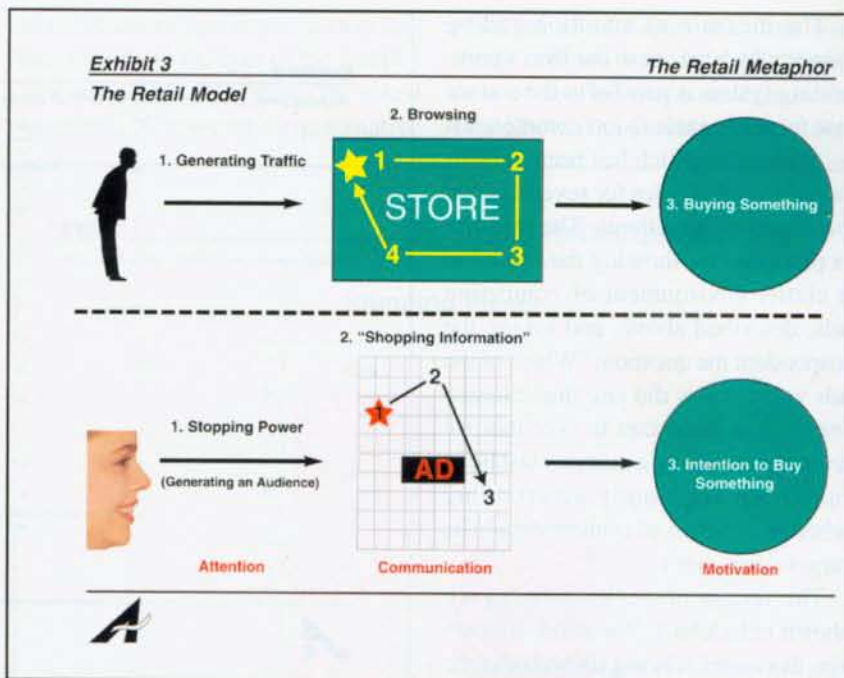 Exhibit 3
The Retail Metaphor
The Retail Model
2. Browsing
1. Generating Traffic
1 2
STORE
4 3
3. Buying Something
2. "Shopping Information"
2
1
1. Stopping Power
(Generating an Audience)
AD
3
3. Intention to Buy
Something
Attention
Communication
Motivation